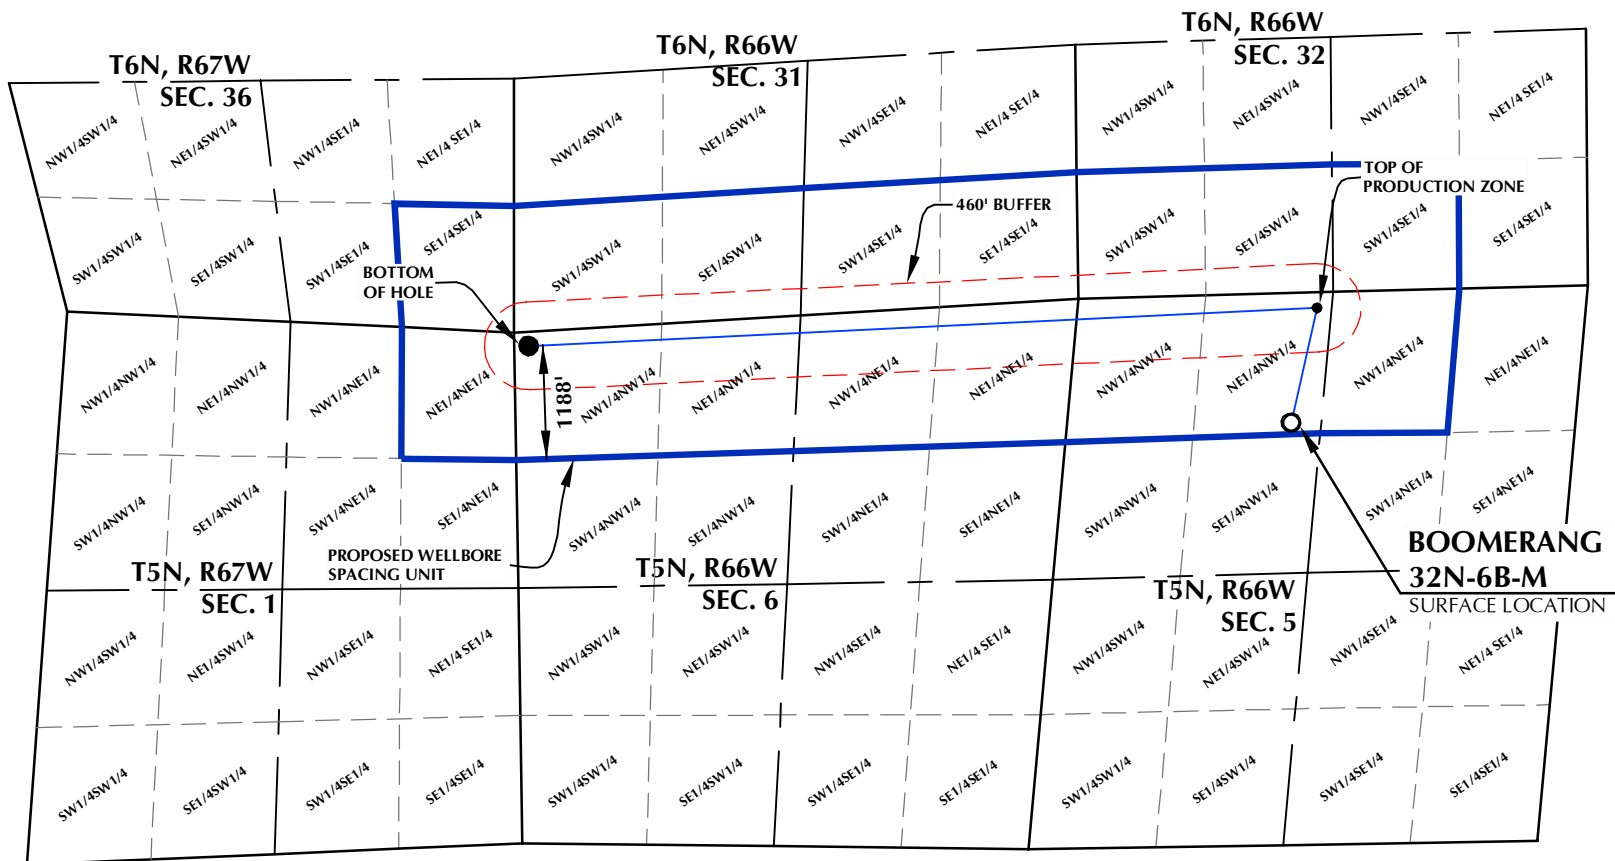 T6N, R67W
SEC. 36
T6N, R66W
SEC. 31
T6N, R66W
SEC. 32
NW1/4SW1/4
NE1/4SW1/4
NW1/4SE1/4
NE1/4 SE1/4
NW1/4SW1/4
NE1/4SW1/4
NW1/4SE1/4
NE1/4 SE1/4
NW1/4SW1/4
NE1/4SW1/4
NW1/4SE1/4
NE1/4 SE1/4
TOP OF
PRODUCTION ZONE
460' BUFFER
SW1/4SW1/4
SE1/4SW1/4
SW1/4SE1/4
SE1/4SE1/4
SW1/4SW1/4
SE1/4SW1/4
SW1/4SE1/4
SE1/4SE1/4
SW1/4SW1/4
SE1/4SW1/4
SW1/4SE1/4
SE1/4SE1/4
BOTTOM
OF HOLE
NW1/4NW1/4
NE1/4NW1/4
NW1/4NE1/4
NE1/4NE1/4
1188'
NW1/4NW1/4
NE1/4NW1/4
NW1/4NE1/4
NE1/4NE1/4
NW1/4NW1/4
NE1/4NW1/4
NW1/4NE1/4
NE1/4NE1/4
SW1/4NW1/4
SE1/4NW1/4
SW1/4NE1/4
SE1/4NE1/4
SW1/4NW1/4
SE1/4NW1/4
SW1/4NE1/4
SE1/4NE1/4
SW1/4NW1/4
SE1/4NW1/4
SW1/4NE1/4
SE1/4NE1/4
PROPOSED WELLBORE
SPACING UNIT
BOOMERANG
32N-6B-M
SURFACE LOCATION
T5N, R67W
SEC. 1
T5N, R66W
SEC. 6
T5N, R66W
SEC. 5
NW1/4SW1/4
NE1/4SW1/4
NW1/4SE1/4
NE1/4 SE1/4
NW1/4SW1/4
NE1/4SW1/4
NW1/4SE1/4
NE1/4 SE1/4
NW1/4SW1/4
NE1/4SW1/4
NW1/4SE1/4
NE1/4 SE1/4
SW1/4SW1/4
SE1/4SW1/4
SW1/4SE1/4
SE1/4SE1/4
SW1/4SW1/4
SE1/4SW1/4
SW1/4SE1/4
SE1/4SE1/4
SW1/4SW1/4
SE1/4SW1/4
SW1/4SE1/4
SE1/4SE1/4